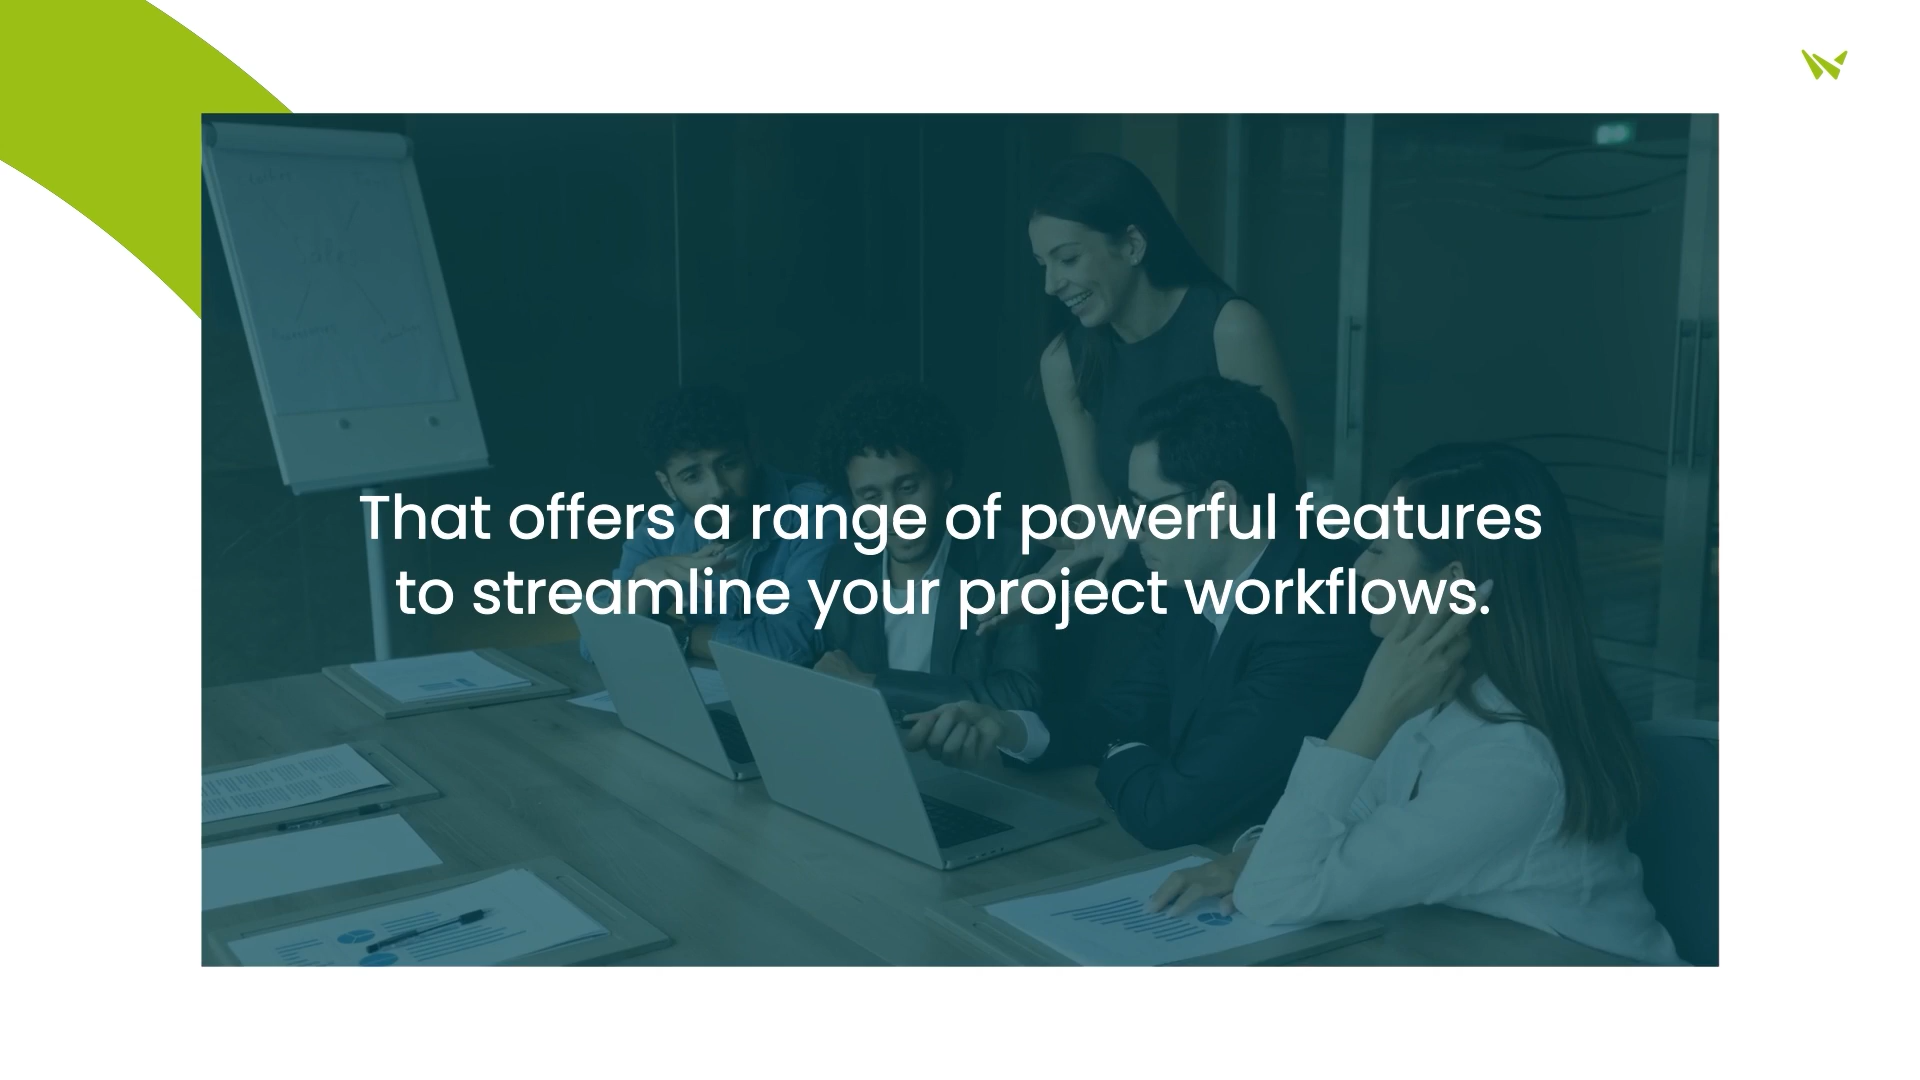 That offers a range of powerful features
to streamline your project workflows.